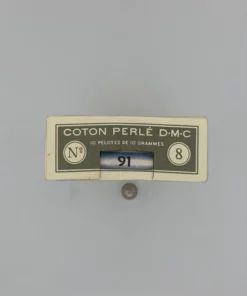 COTON PERLÉ D·M·C
10 PELOTES DE 10 GRAMMES
Nº 8
91